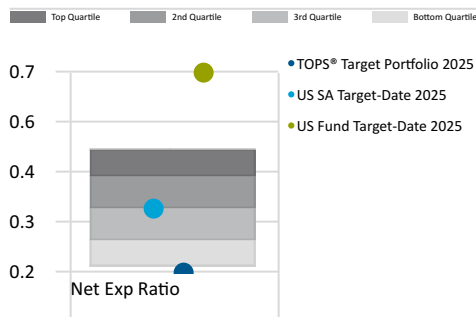 Top Quartile 2nd Quartile 3rd Quartile Bottom Quartile
0.7
0.6
0.4
0.3
0.2
Net Exp Ratio
TOPS® Target Portfolio 2025
US SA Target-Date 2025
US Fund Target-Date 2025